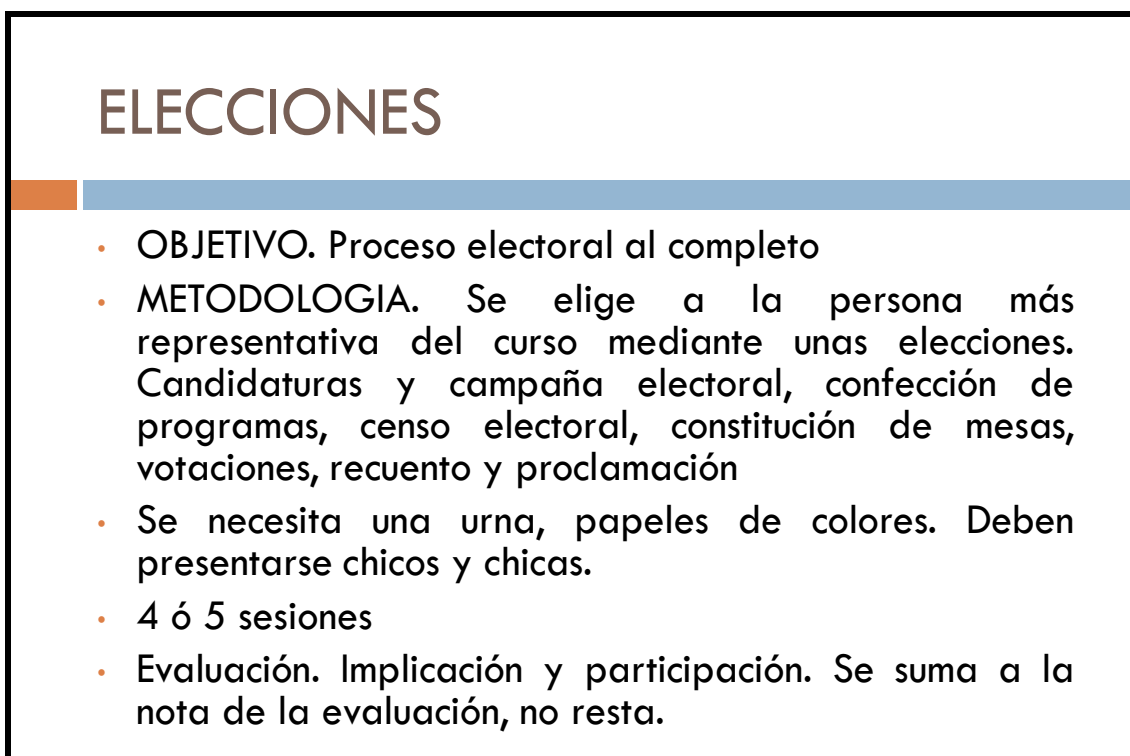 ELECCIONES
• OBJETIVO. Proceso electoral al completo
• METODOLOGIA. Se elige a la persona más
representativa del curso mediante unas elecciones.
Candidaturas y campaña electoral, confección de
programas, censo electoral, constitución de mesas,
votaciones, recuento y proclamación
• Se necesita una urna, papeles de colores. Deben
presentarse chicos y chicas.
• 4 ó 5 sesiones
• Evaluación. Implicación y participación. Se suma a la
nota de la evaluación, no resta.